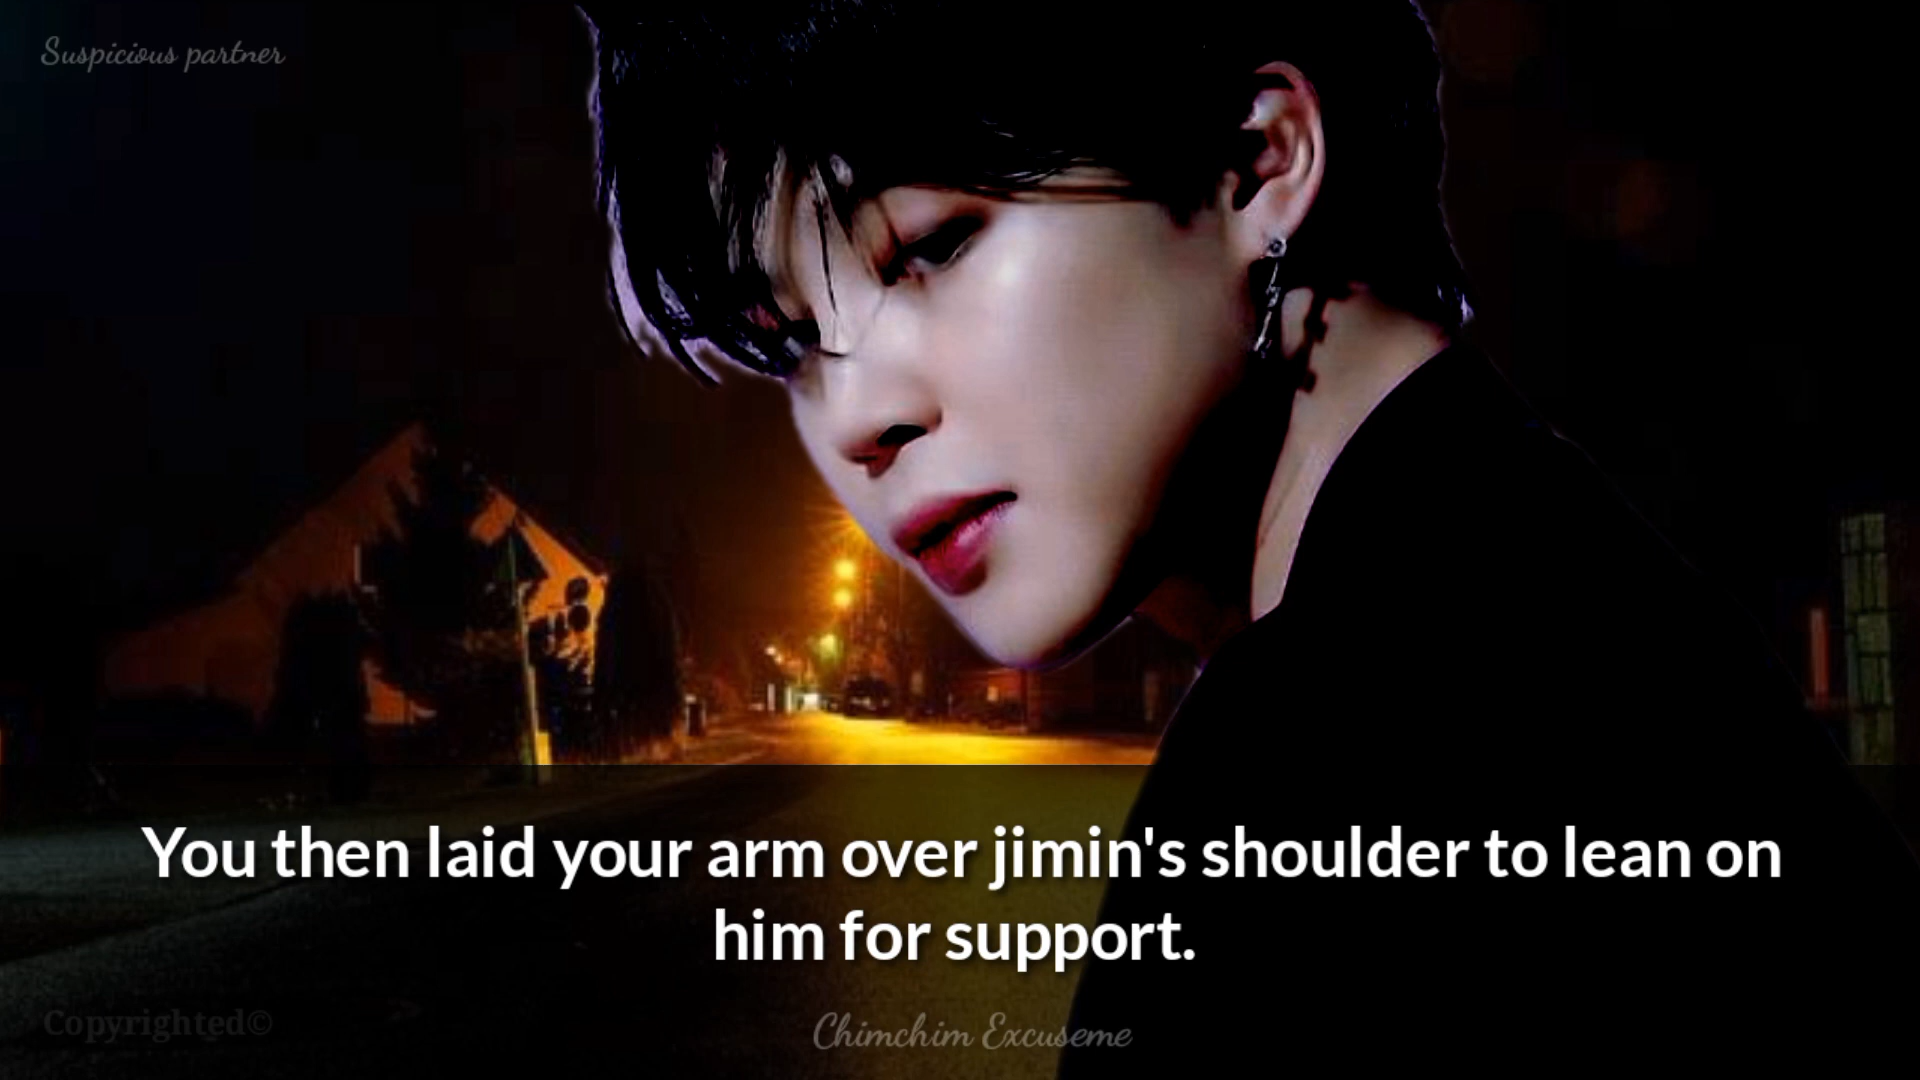 Suspicious partner
You then laid your arm over jimin's shoulder to lean on
him for support.
Copyrighted©
Chimchim Excuseme